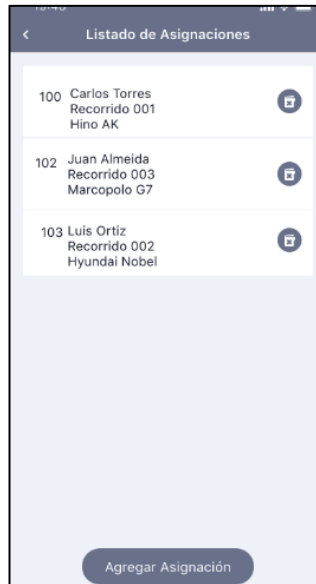 Listado de Asignaciones
100 Carlos Torres
Recorrido 001
Hino AK
102 Juan Almeida
Recorrido 003
Marcopolo G7
103 Luis Ortiz
Recorrido 002
Hyundai Nobel
Agregar Asignación